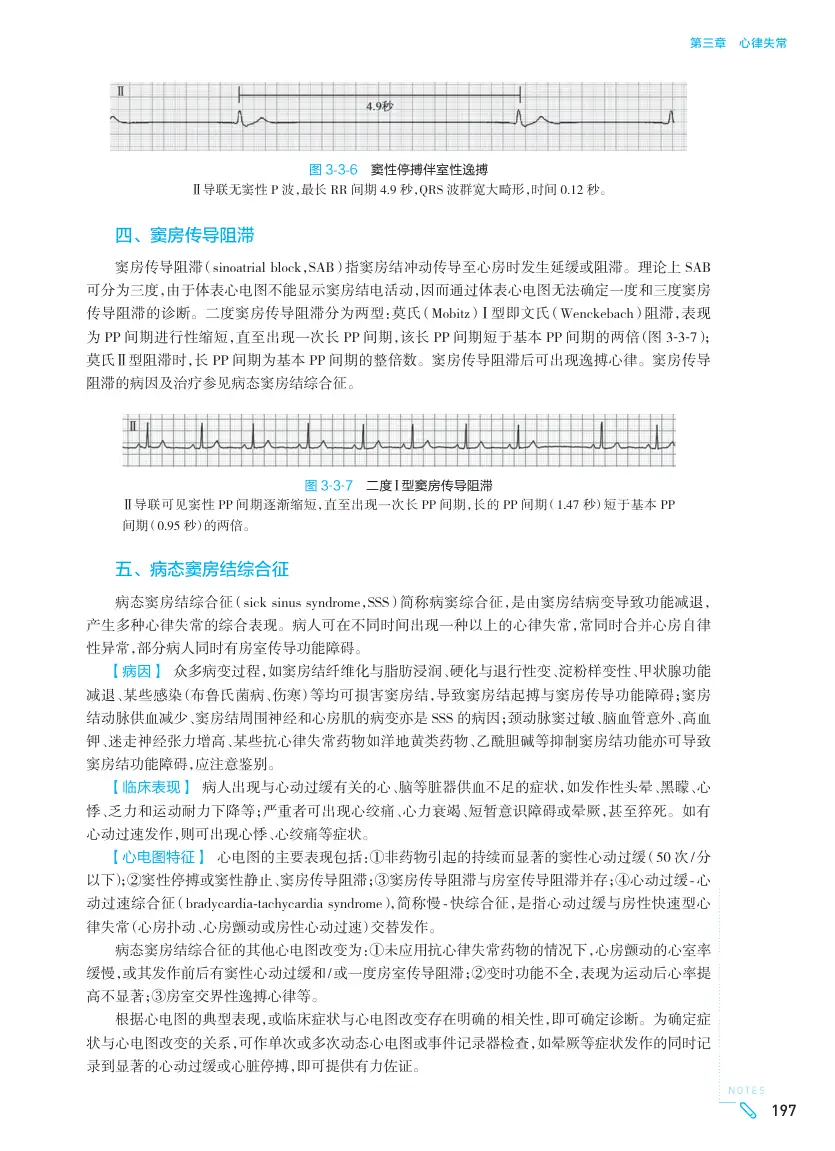 第三章 心律失常
Ⅱ
4.9秒
图 3-3-6 窦性停搏伴室性逸搏
Ⅱ导联无窦性 P 波,最长 RR 间期 4.9 秒,QRS 波群宽大畸形,时间 0.12 秒。
四、窦房传导阻滞
窦房传导阻滞(sinoatrial block,SAB)指窦房结冲动传导至心房时发生延缓或阻滞。理论上 SAB
可分为三度,由于体表心电图不能显示窦房结电活动,因而通过体表心电图无法确定一度和三度窦房
传导阻滞的诊断。二度窦房传导阻滞分为两型:莫氏(Mobitz)Ⅰ型即文氏(Wenckebach)阻滞,表现
为 PP 间期进行性缩短,直至出现一次长 PP 间期,该长 PP 间期短于基本 PP 间期的两倍(图 3-3-7);
莫氏Ⅱ型阻滞时,长 PP 间期为基本 PP 间期的整倍数。窦房传导阻滞后可出现逸搏心律。窦房传导
阻滞的病因及治疗参见病态窦房结综合征。
Ⅱ
图 3-3-7 二度Ⅰ型窦房传导阻滞
Ⅱ导联可见窦性 PP 间期逐渐缩短,直至出现一次长 PP 间期,长的 PP 间期(1.47 秒)短于基本 PP
间期(0.95 秒)的两倍。
五、病态窦房结综合征
病态窦房结综合征(sick sinus syndrome,SSS)简称病窦综合征,是由窦房结病变导致功能减退,
产生多种心律失常的综合表现。病人可在不同时间出现一种以上的心律失常,常同时合并心房自律
性异常,部分病人同时有房室传导功能障碍。
【病因】 众多病变过程,如窦房结纤维化与脂肪浸润、硬化与退行性变、淀粉样变性、甲状腺功能
减退、某些感染(布鲁氏菌病、伤寒)等均可损害窦房结,导致窦房结起搏与窦房传导功能障碍;窦房
结动脉供血减少、窦房结周围神经和心房肌的病变亦是 SSS 的病因;颈动脉窦过敏、脑血管意外、高血
钾、迷走神经张力增高、某些抗心律失常药物如洋地黄类药物、乙酰胆碱等抑制窦房结功能亦可导致
窦房结功能障碍,应注意鉴别。
【临床表现】 病人出现与心动过缓有关的心、脑等脏器供血不足的症状,如发作性头晕、黑矇、心
悸、乏力和运动耐力下降等;严重者可出现心绞痛、心力衰竭、短暂意识障碍或晕厥,甚至猝死。如有
心动过速发作,则可出现心悸、心绞痛等症状。
【心电图特征】 心电图的主要表现包括:①非药物引起的持续而显著的窦性心动过缓(50 次/分
以下);②窦性停搏或窦性静止、窦房传导阻滞;③窦房传导阻滞与房室传导阻滞并存;④心动过缓-心
动过速综合征(bradycardia-tachycardia syndrome),简称慢-快综合征,是指心动过缓与房性快速型心
律失常(心房扑动、心房颤动或房性心动过速)交替发作。
病态窦房结综合征的其他心电图改变为:①未应用抗心律失常药物的情况下,心房颤动的心室率
缓慢,或其发作前后有窦性心动过缓和/或一度房室传导阻滞;②变时功能不全,表现为运动后心率提
高不显著;③房室交界性逸搏心律等。
根据心电图的典型表现,或临床症状与心电图改变存在明确的相关性,即可确定诊断。为确定症
状与心电图改变的关系,可作单次或多次动态心电图或事件记录器检查,如晕厥等症状发作的同时记
录到显著的心动过缓或心脏停搏,即可提供有力佐证。
NOTES
197